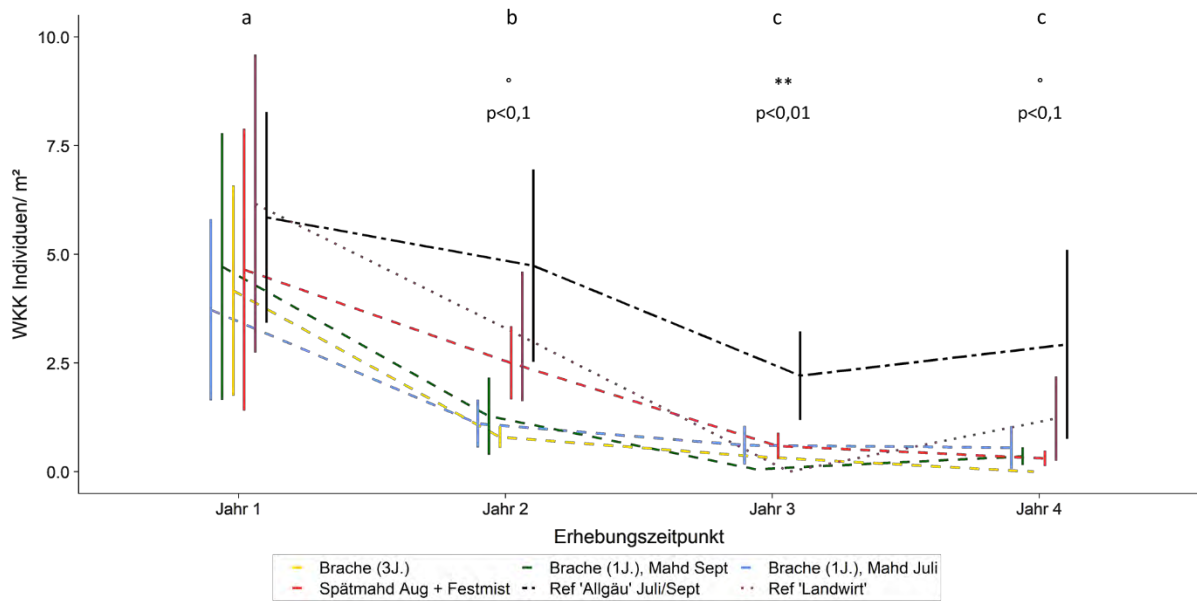 a b c c
10.0
° ** °
p<0,1 p<0,01 p<0,1
7.5
WKK Individuen/ m²
5.0
2.5
0.0
Jahr 1 Jahr 2 Jahr 3 Jahr 4
Erhebungszeitpunkt
Brache (3J.) Brache (1J.), Mahd Sept Brache (1J.), Mahd Juli
Spätmahd Aug + Festmist Ref 'Allgäu' Juli/Sept Ref 'Landwirt'